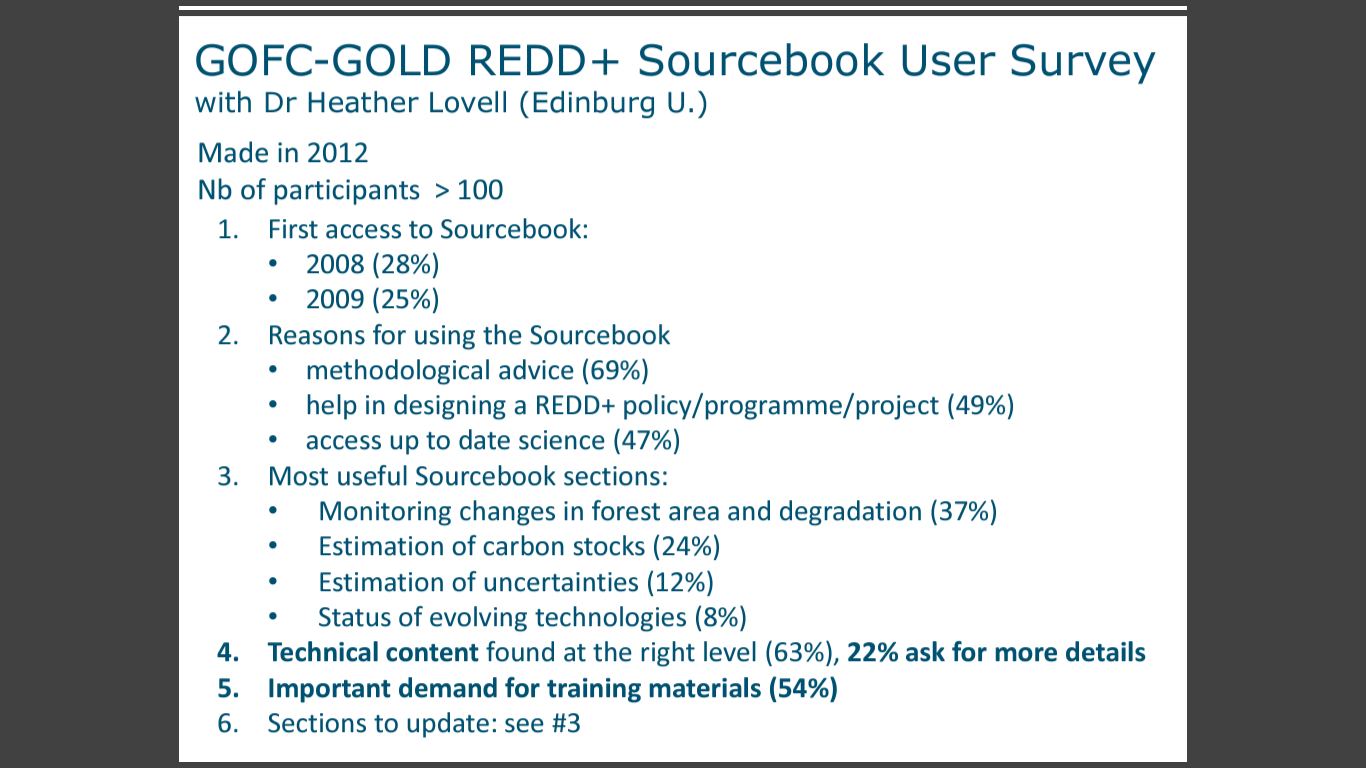 GOFC-GOLD REDD+ Sourcebook User Survey
with Dr Heather Lovell (Edinburg U.)
Made in 2012
Nb of participants > 100
1. First access to Sourcebook:
• 2008 (28%)
• 2009 (25%)
2. Reasons for using the Sourcebook
• methodological advice (69%)
• help in designing a REDD+ policy/programme/project (49%)
• access up to date science (47%)
3. Most useful Sourcebook sections:
• Monitoring changes in forest area and degradation (37%)
• Estimation of carbon stocks (24%)
• Estimation of uncertainties (12%)
• Status of evolving technologies (8%)
4. Technical content found at the right level (63%), 22% ask for more details
5. Important demand for training materials (54%)
6. Sections to update: see #3